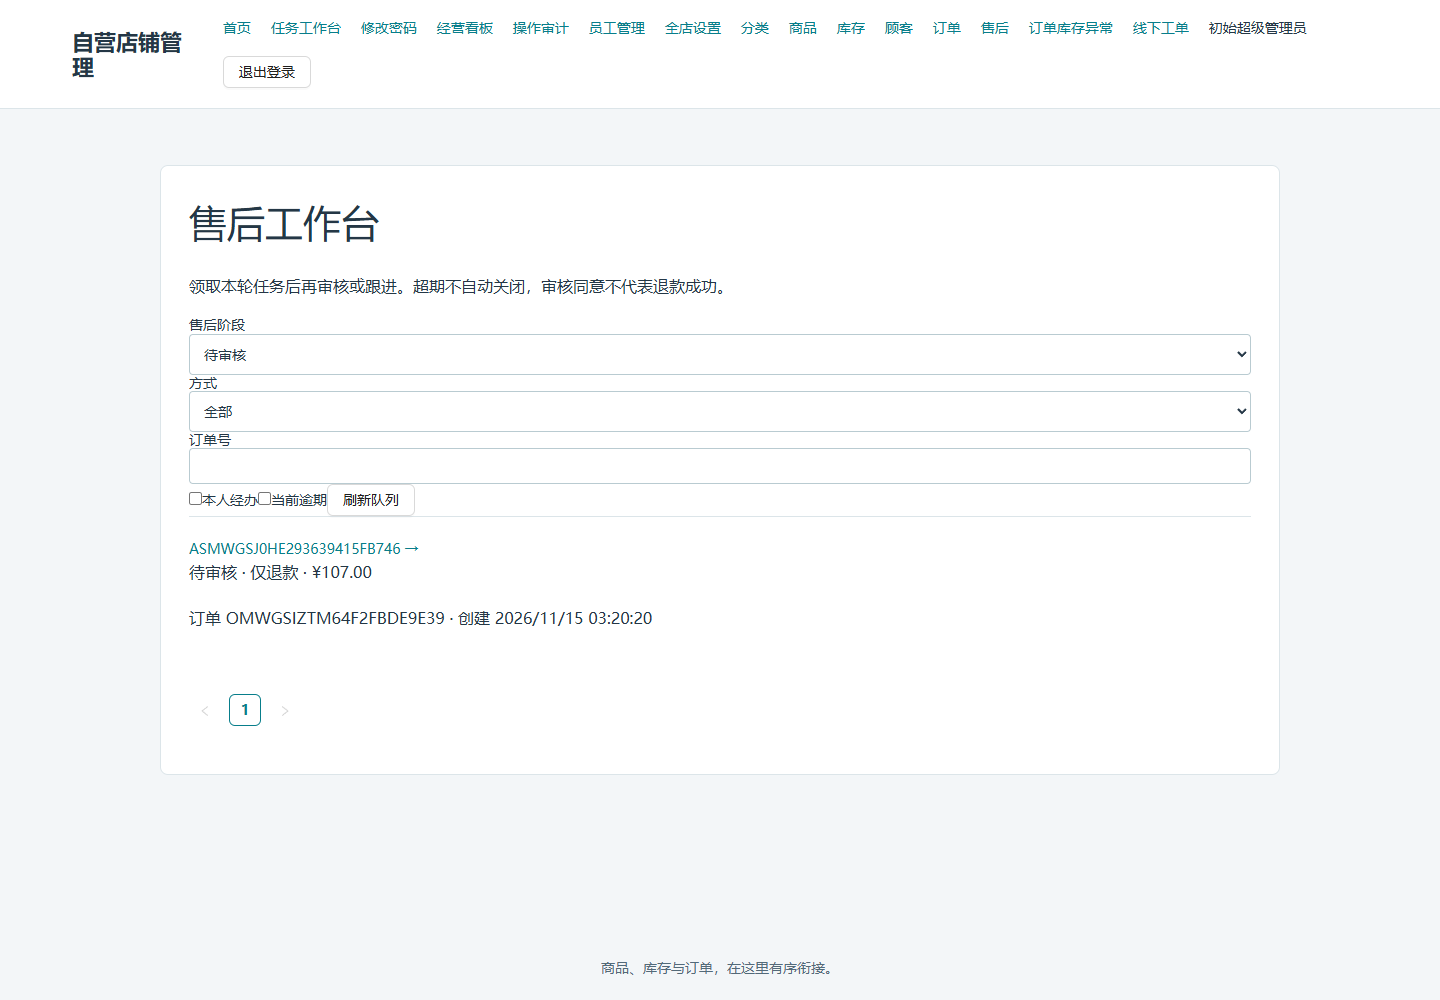 自营店铺管理
首页 任务工作台 修改密码 经营看板 操作审计 员工管理 全店设置 分类 商品 库存 顾客 订单 售后 订单库存异常 线下工单 初始超级管理员
退出登录
售后工作台
领取本轮任务后再审核或跟进。超期不自动关闭，审核同意不代表退款成功。
售后阶段
待审核
方式
全部
订单号
本人经办 当前逾期 刷新队列
ASMWGSJ0HE293639415FB746 →
待审核 · 仅退款 · ¥107.00
订单 OMWGSIZTM64F2FBDE9E39 · 创建 2026/11/15 03:20:20
< 1 >
商品、库存与订单，在这里有序衔接。